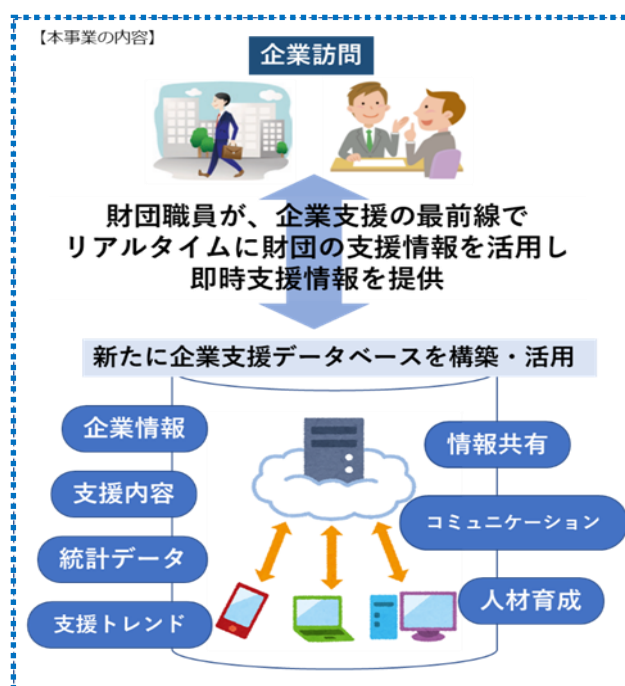 【本事業の内容】
企業訪問
財団職員が、企業支援の最前線で
リアルタイムに財団の支援情報を活用し
即時支援情報を提供
新たに企業支援データベースを構築・活用
企業情報
支援内容
統計データ
支援トレンド
情報共有
コミュニケーション
人材育成